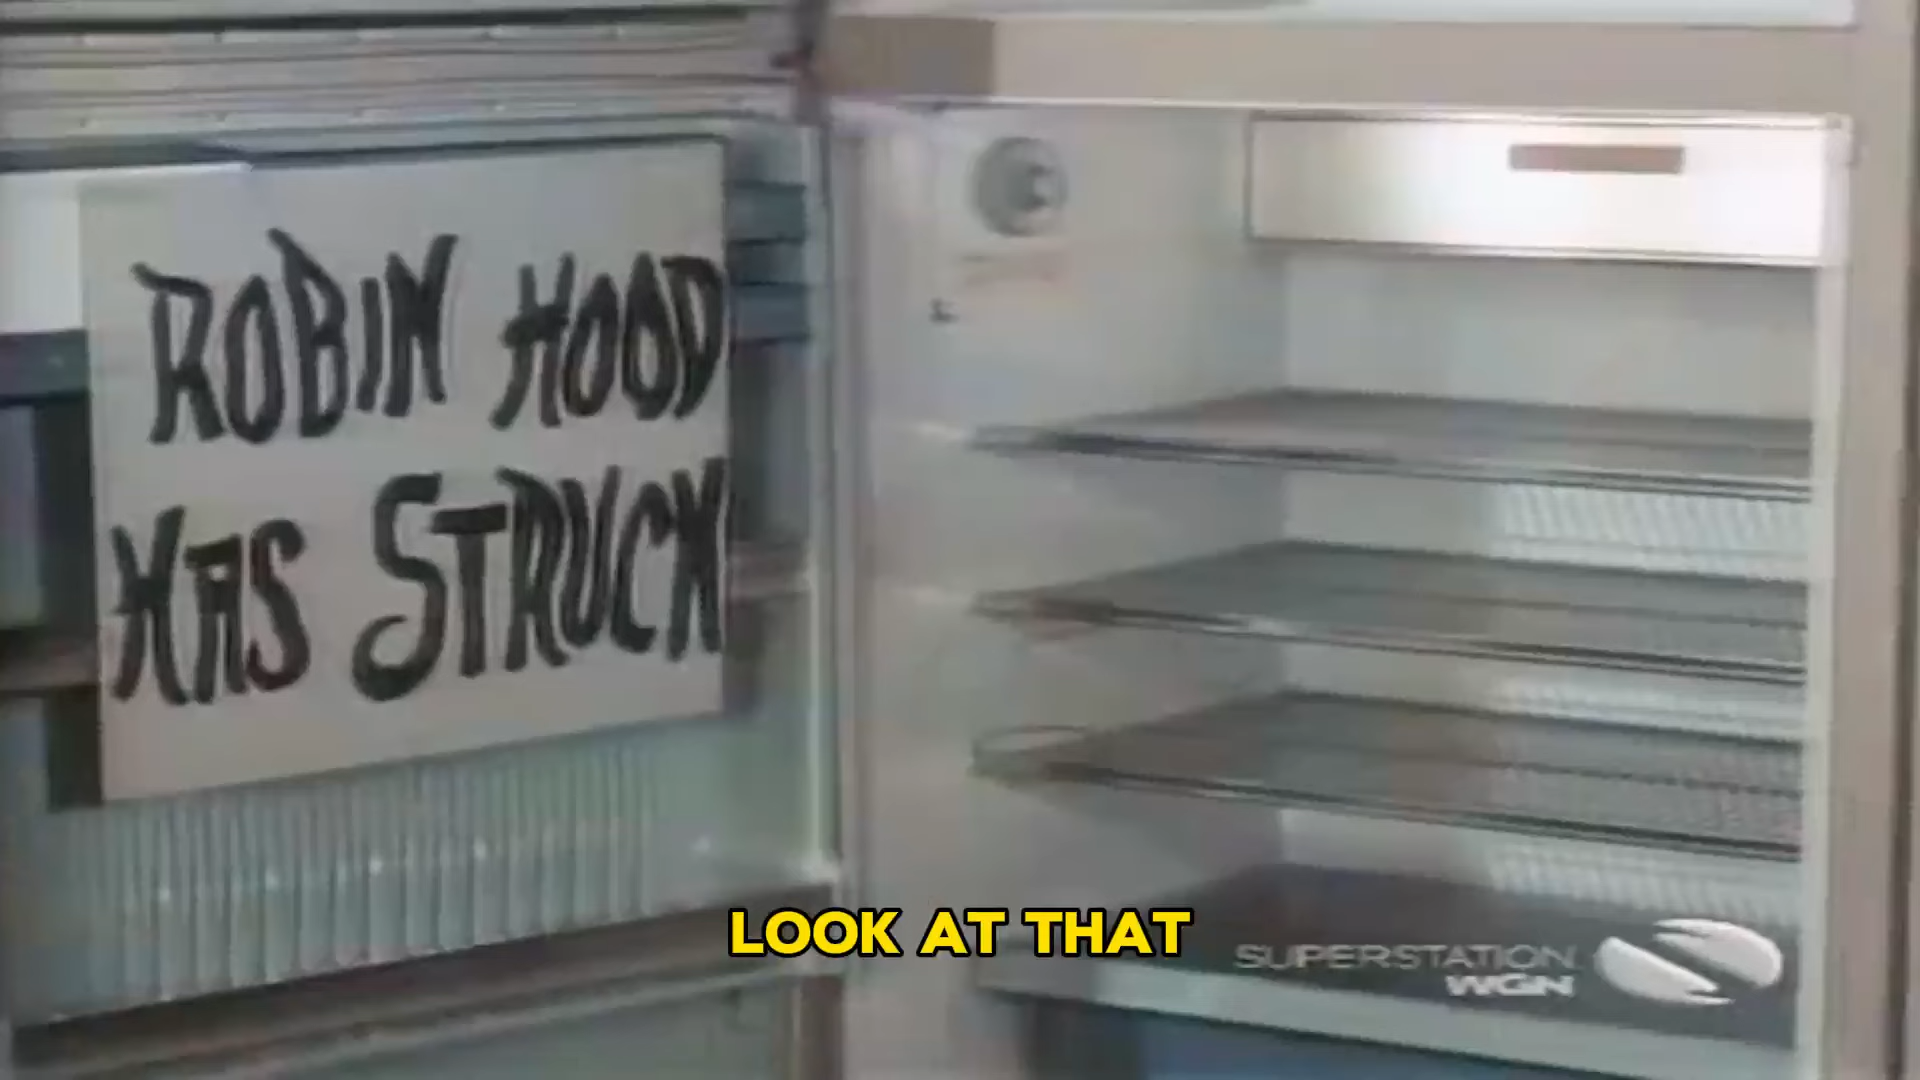 ROBIN HOOD
HAS STRUCK
LOOK AT THAT
SUPERSTATION
WGN